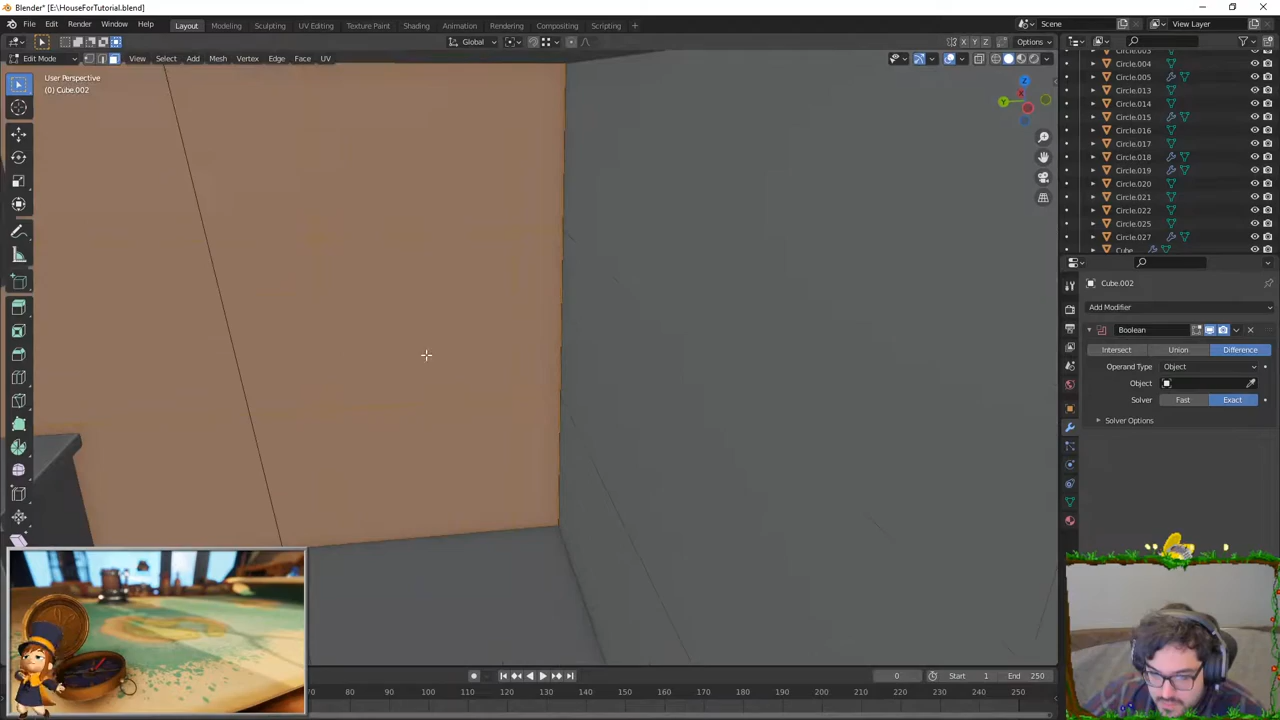 Blender* [E:\HouseForTutorial.blend]
File Edit Render Window Help Layout Modeling Sculpting UV Editing Texture Paint Shading Animation Rendering Compositing Scripting + Scene View Layer
Global Options
Edit Mode View Select Add Mesh Vertex Edge Face UV
User Perspective
(0) Cube.002
Z
Y
X
X Y Z
Circle.003
Circle.004
Circle.005
Circle.013
Circle.014
Circle.015
Circle.016
Circle.017
Circle.018
Circle.019
Circle.020
Circle.021
Circle.022
Circle.025
Circle.027
Cube
Cube.002
Add Modifier
Boolean
Intersect Union Difference
Operand Type Object
Object
Solver Fast Exact
Solver Options
0 Start 1 End 250
70 80 90 100 110 120 130 140 150 160 170 180 190 200 210 220 230 240 250